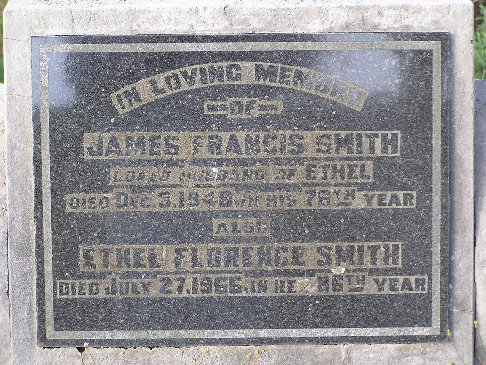 IN LOVING MEMORY
OF
JAMES FRANCIS SMITH
LOVED HUSBAND OF ETHEL
DIED DEC. 3, 1948 IN HIS YEAR
ALSO
ETHEL FLORENCE SMITH
DIED JULY 27, 1966, IN HER 86TH YEAR